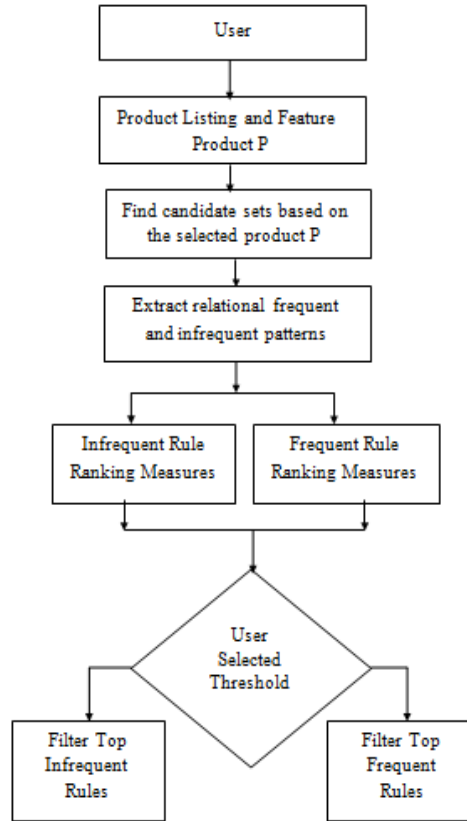 User
Product Listing and Feature
Product P
Find candidate sets based on
the selected product P
Extract relational frequent
and infrequent patterns
Infrequent Rule
Ranking Measures
Frequent Rule
Ranking Measures
User
Selected
Threshold
Filter Top
Infrequent
Rules
Filter Top
Frequent
Rules